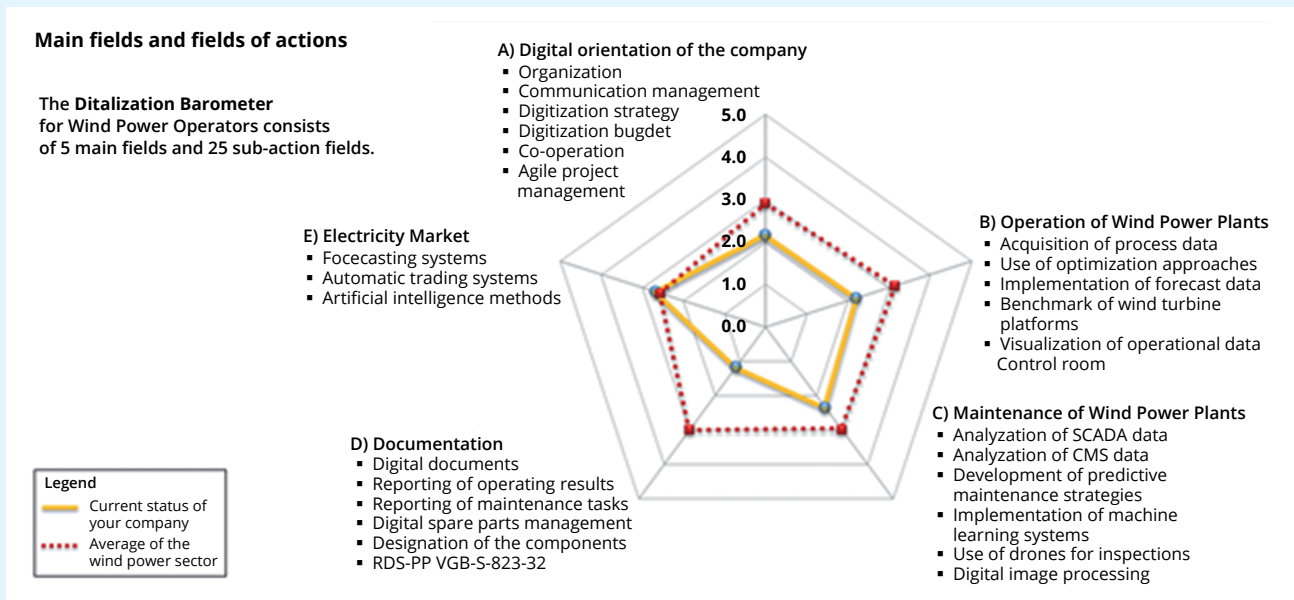 Main fields and fields of actions
The Ditalization Barometer
for Wind Power Operators consists
of 5 main fields and 25 sub-action fields.
A) Digital orientation of the company
▪ Organization
▪ Communication management
▪ Digitization strategy
▪ Digitization bugdet
▪ Co-operation
▪ Agile project
management
5.0
4.0
3.0
2.0
1.0
0.0
B) Operation of Wind Power Plants
▪ Acquisition of process data
▪ Use of optimization approaches
▪ Implementation of forecast data
▪ Benchmark of wind turbine
platforms
▪ Visualization of operational data
Control room
C) Maintenance of Wind Power Plants
▪ Analyzation of SCADA data
▪ Analyzation of CMS data
▪ Development of predictive
maintenance strategies
▪ Implementation of machine
learning systems
▪ Use of drones for inspections
▪ Digital image processing
D) Documentation
▪ Digital documents
▪ Reporting of operating results
▪ Reporting of maintenance tasks
▪ Digital spare parts management
▪ Designation of the components
▪ RDS-PP VGB-S-823-32
E) Electricity Market
▪ Focecasting systems
▪ Automatic trading systems
▪ Artificial intelligence methods
Legend
Current status of
your company
Average of the
wind power sector